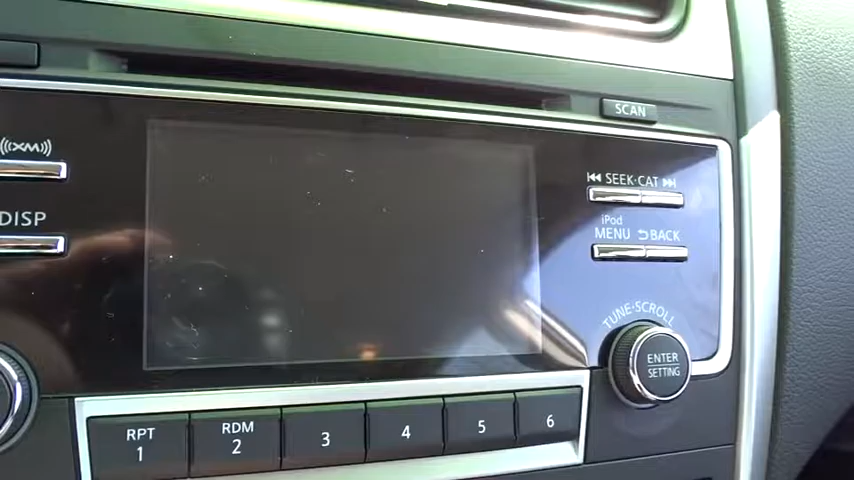 SCAN
((XM))
SEEK·CAT
DISP
iPod
MENU
BACK
TUNE·SCROLL
ENTER
SETTING
RPT
1
RDM
2
3
4
5
6